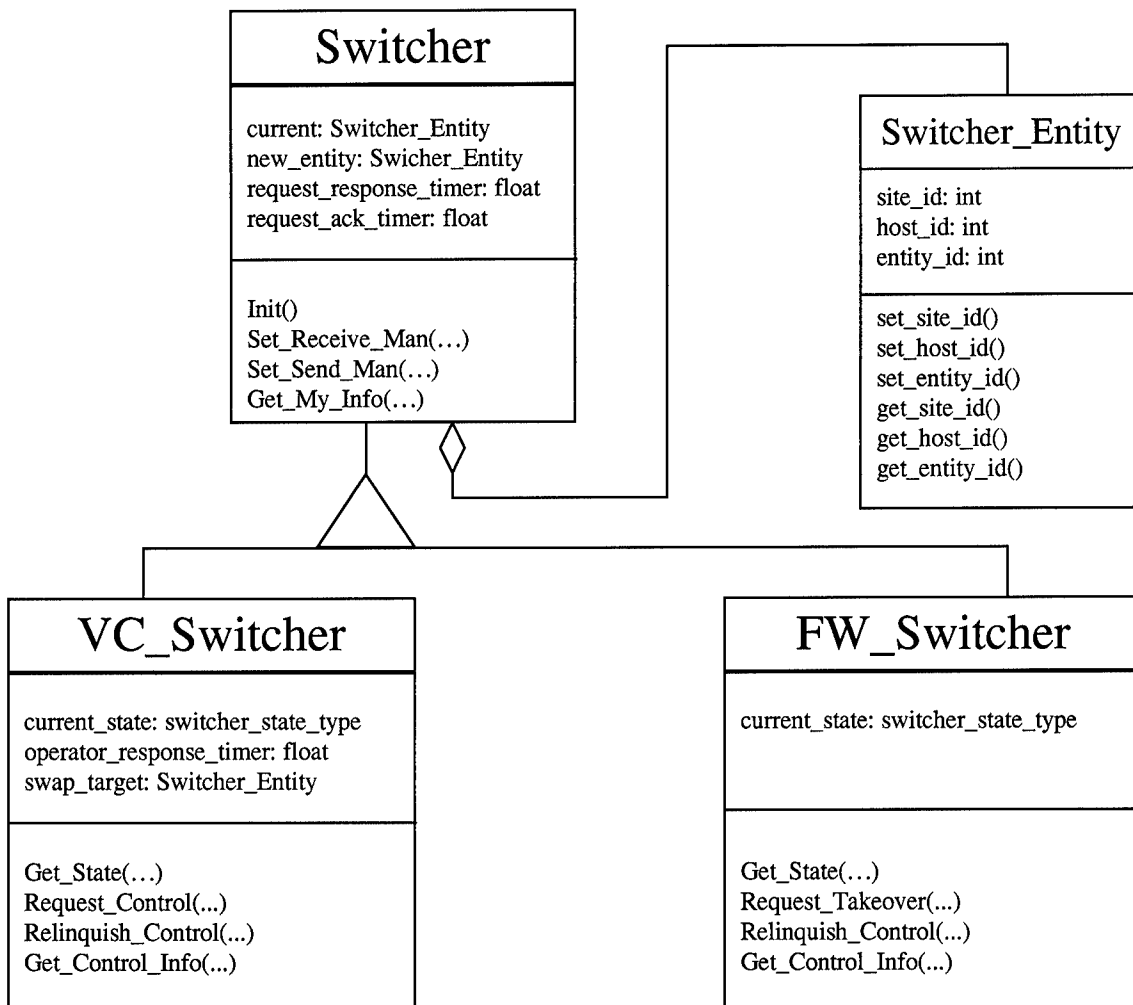 Switcher
current: Switcher_Entity
new_entity: Swicher_Entity
request_response_timer: float
request_ack_timer: float
Init()
Set_Receive_Man(…)
Set_Send_Man(…)
Get_My_Info(…)
Switcher_Entity
site_id: int
host_id: int
entity_id: int
set_site_id()
set_host_id()
set_entity_id()
get_site_id()
get_host_id()
get_entity_id()
VC_Switcher
current_state: switcher_state_type
operator_response_timer: float
swap_target: Switcher_Entity
Get_State(…)
Request_Control(...)
Relinquish_Control(...)
Get_Control_Info(...)
FW_Switcher
current_state: switcher_state_type
Get_State(…)
Request_Takeover(...)
Relinquish_Control(...)
Get_Control_Info(...)